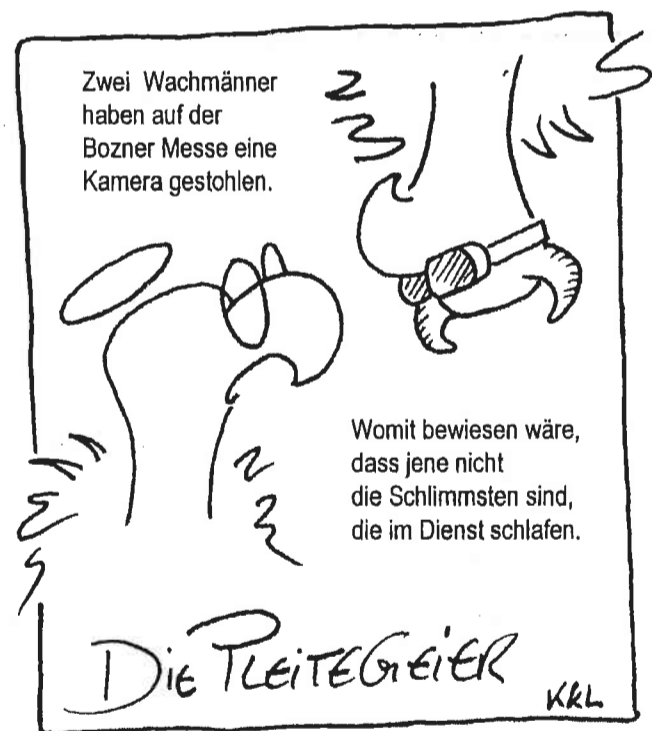 Zwei Wachmänner
haben auf der
Bozner Messe eine
Kamera gestohlen.
Womit bewiesen wäre,
dass jene nicht
die Schlimmsten sind,
die im Dienst schlafen.
Die PLEiTEGEiER
K&L